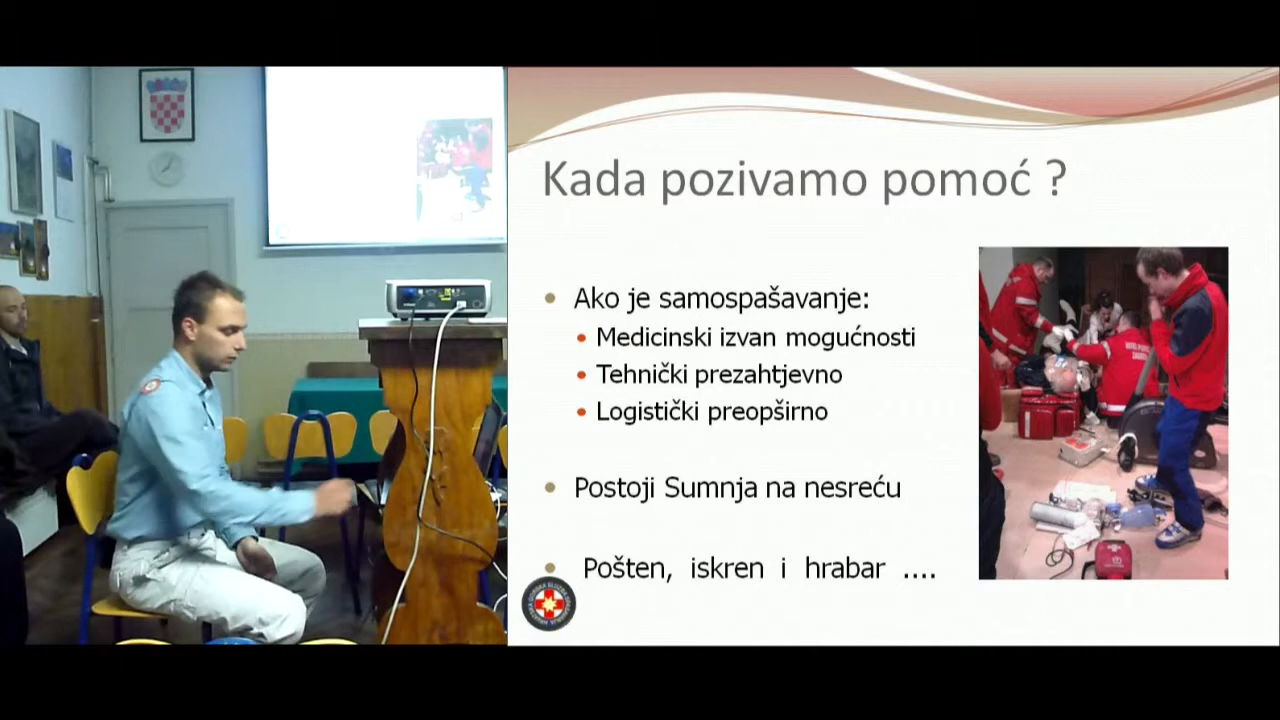 Kada pozivamo pomoć ?
Ako je samospašavanje:
Medicinski izvan mogućnosti
Tehnički prezahtjevno
Logistički preopširno
Postoji Sumnja na nesreću
Pošten, iskren i hrabar ....